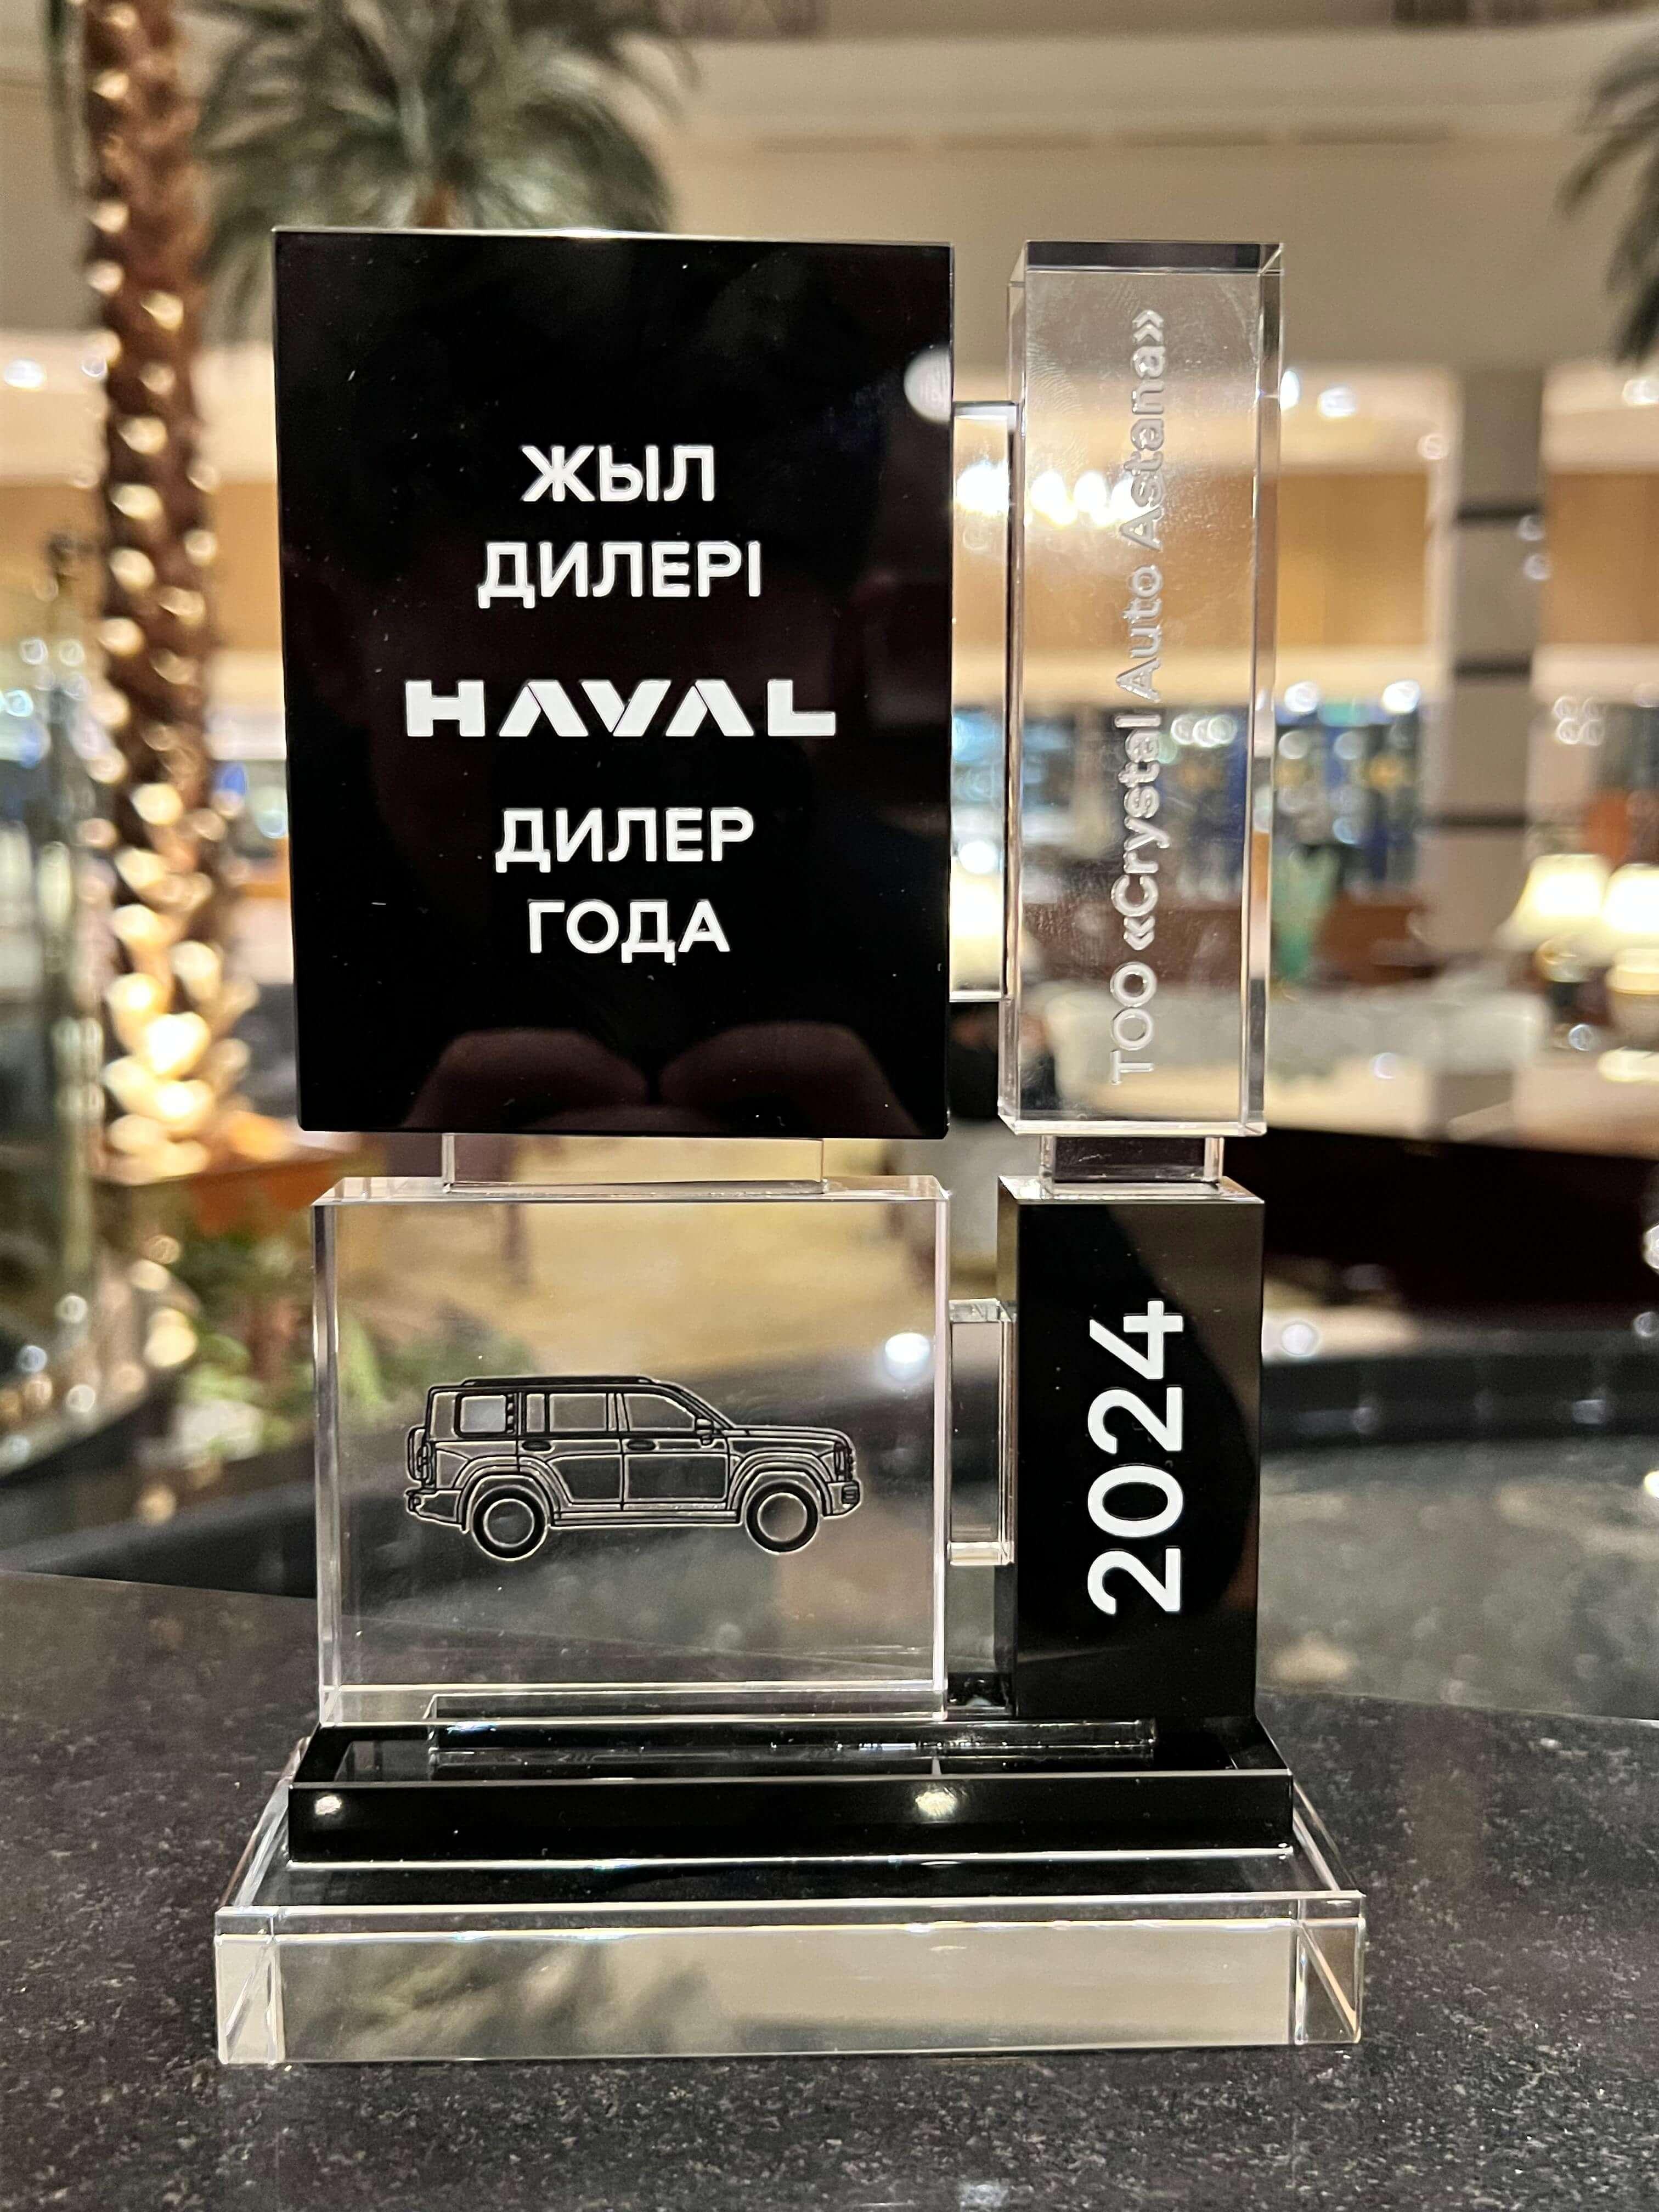 ЖЫЛ
ДИЛЕРІ
HAVAL
ДИЛЕР
ГОДА
ТОО «Crystal Auto Astana»
2024